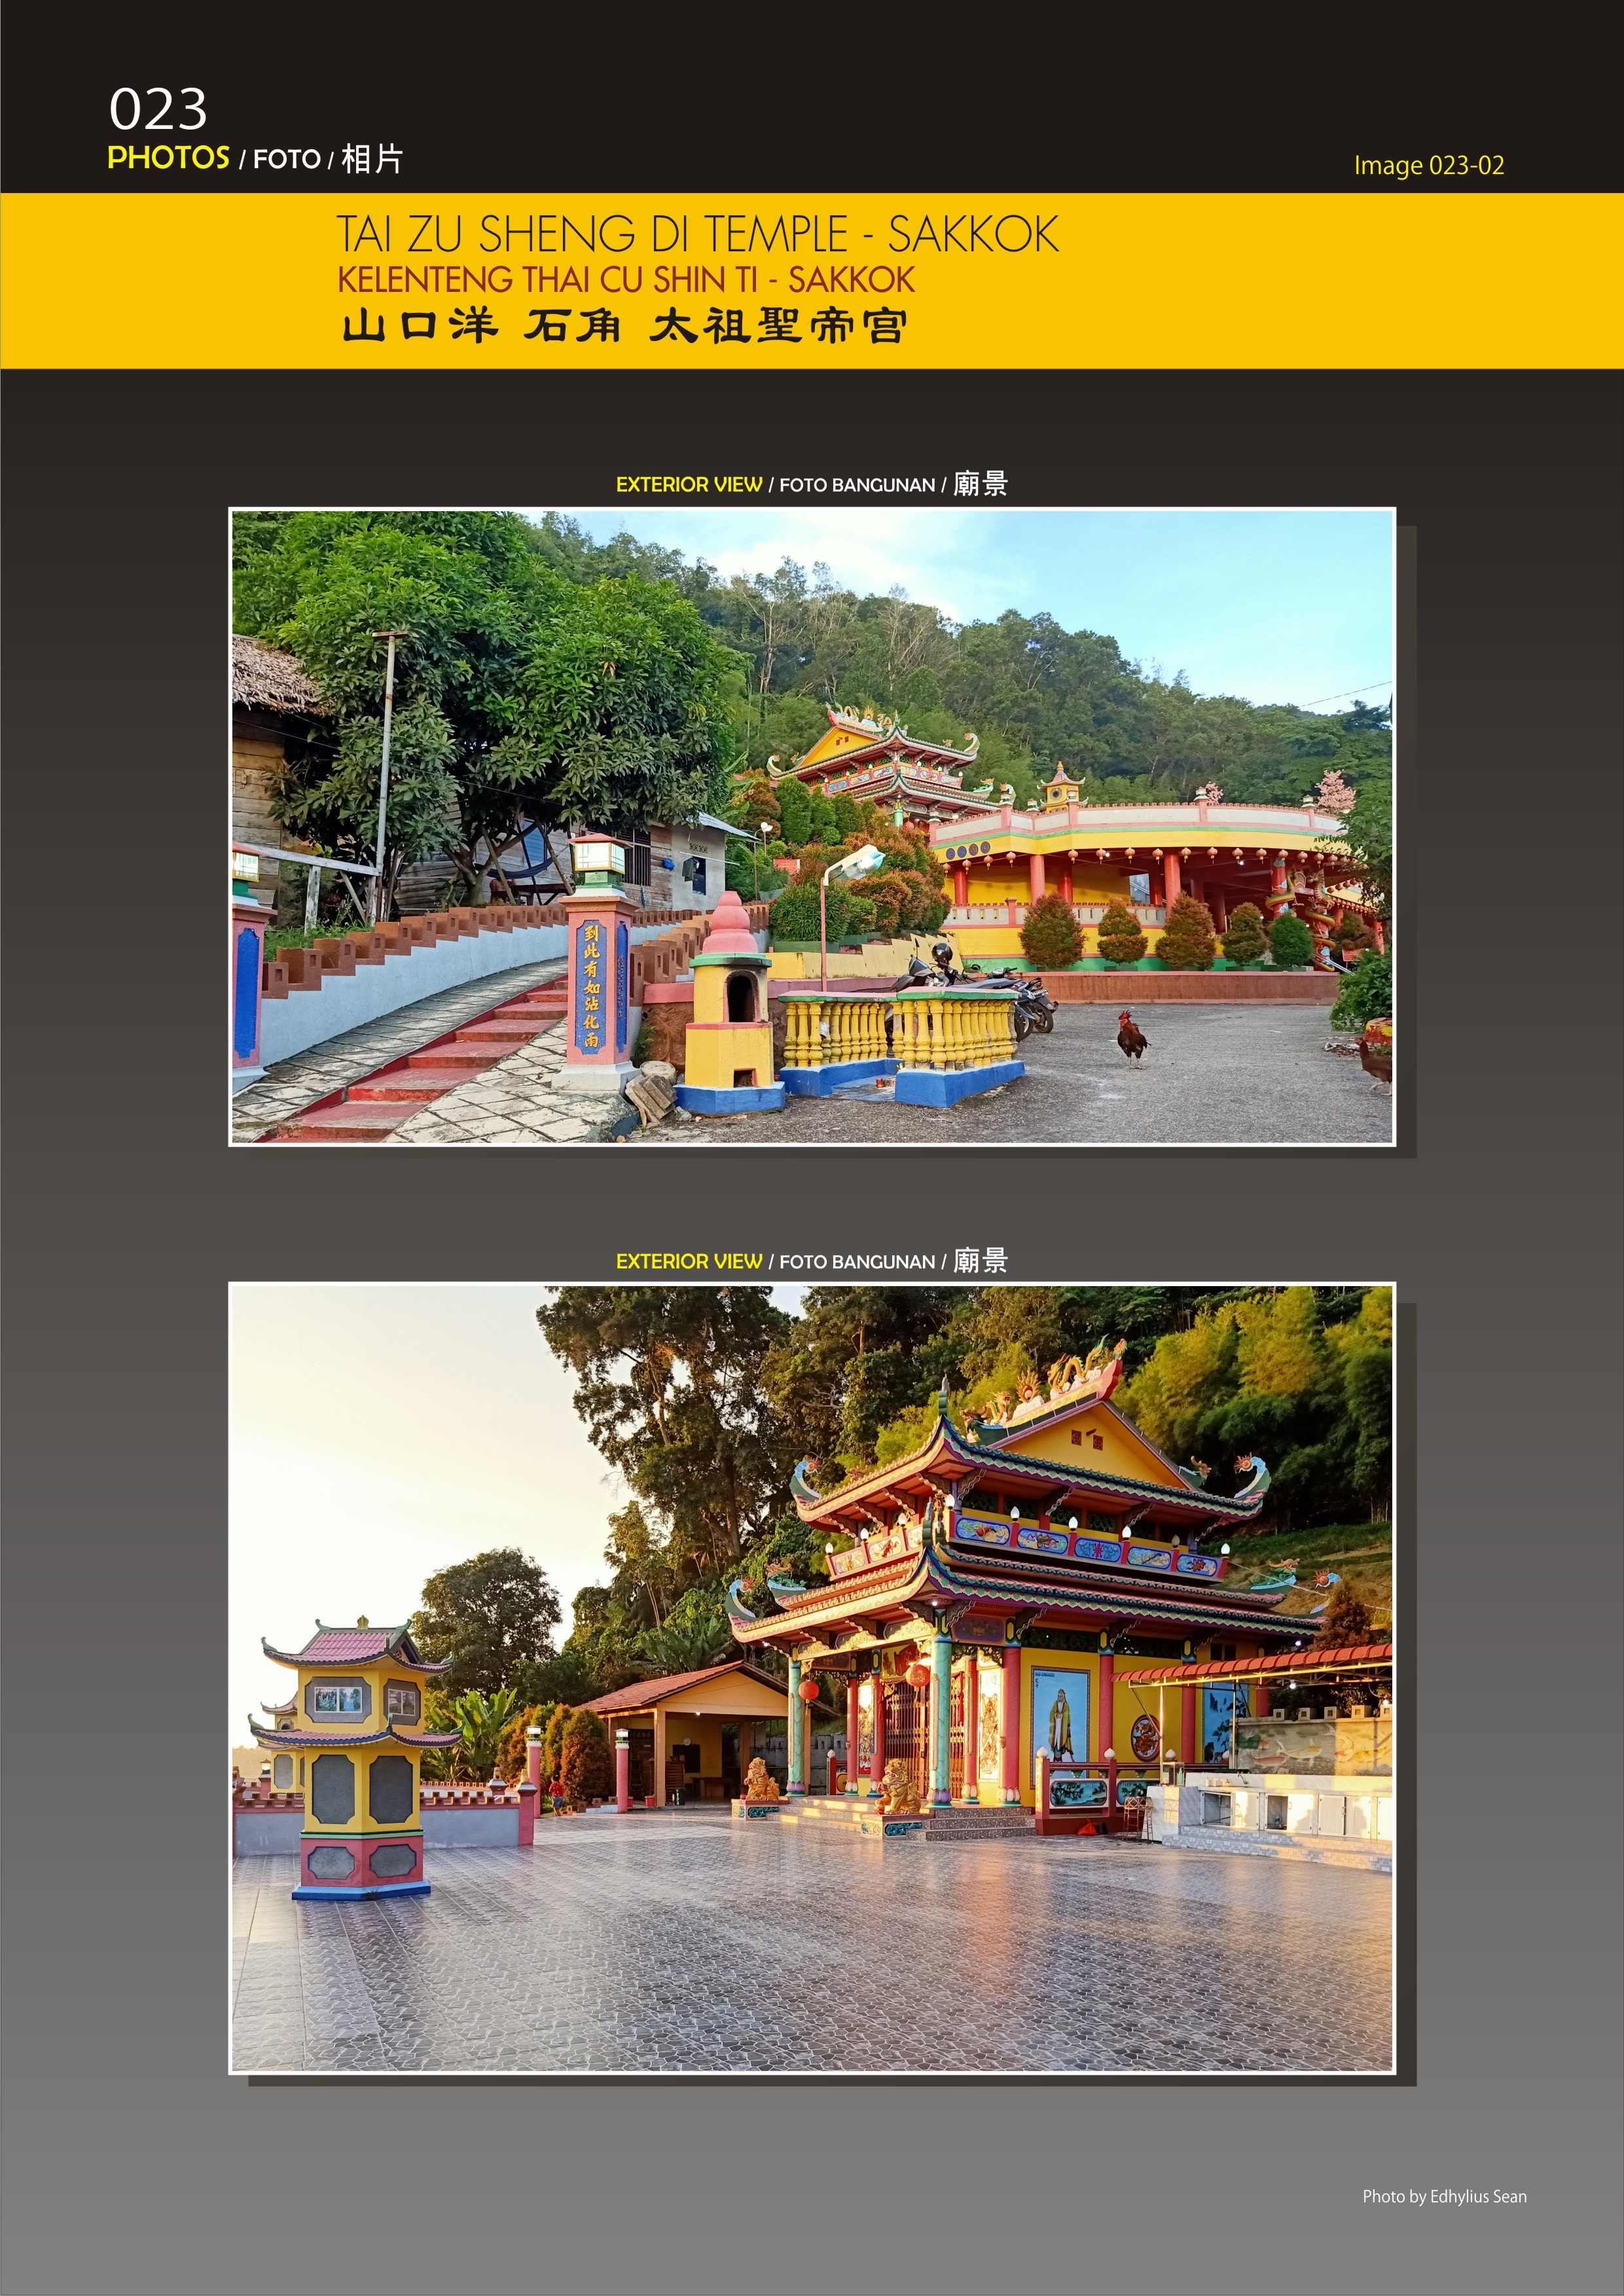 023
PHOTOS / FOTO / 相片
Image 023-02
TAI ZU SHENG DI TEMPLE - SAKKOK
KELENTENG THAI CU SHIN TI - SAKKOK
山口洋 石角 太祖聖帝宮
EXTERIOR VIEW / FOTO BANGUNAN / 廟景
到此有如沾化雨
EXTERIOR VIEW / FOTO BANGUNAN / 廟景
Photo by Edhylius Sean